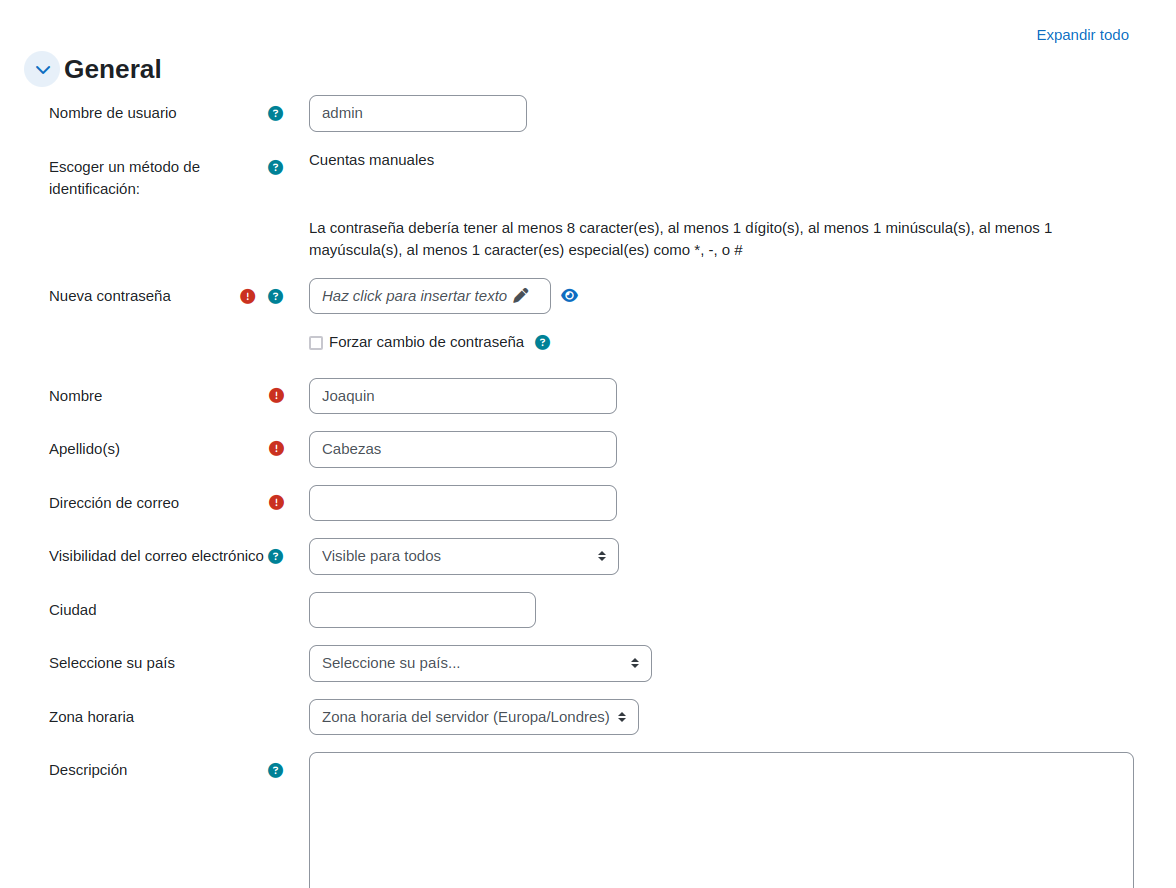 Expandir todo
General
Nombre de usuario
admin
Escoger un método de identificación:
Cuentas manuales
La contraseña debería tener al menos 8 caracter(es), al menos 1 dígito(s), al menos 1 minúscula(s), al menos 1
mayúscula(s), al menos 1 caracter(es) especial(es) como *, -, o #
Nueva contraseña
Haz click para insertar texto
Forzar cambio de contraseña
Nombre
Joaquin
Apellido(s)
Cabezas
Dirección de correo
Visibilidad del correo electrónico
Visible para todos
Ciudad
Seleccione su país
Seleccione su país...
Zona horaria
Zona horaria del servidor (Europa/Londres)
Descripción